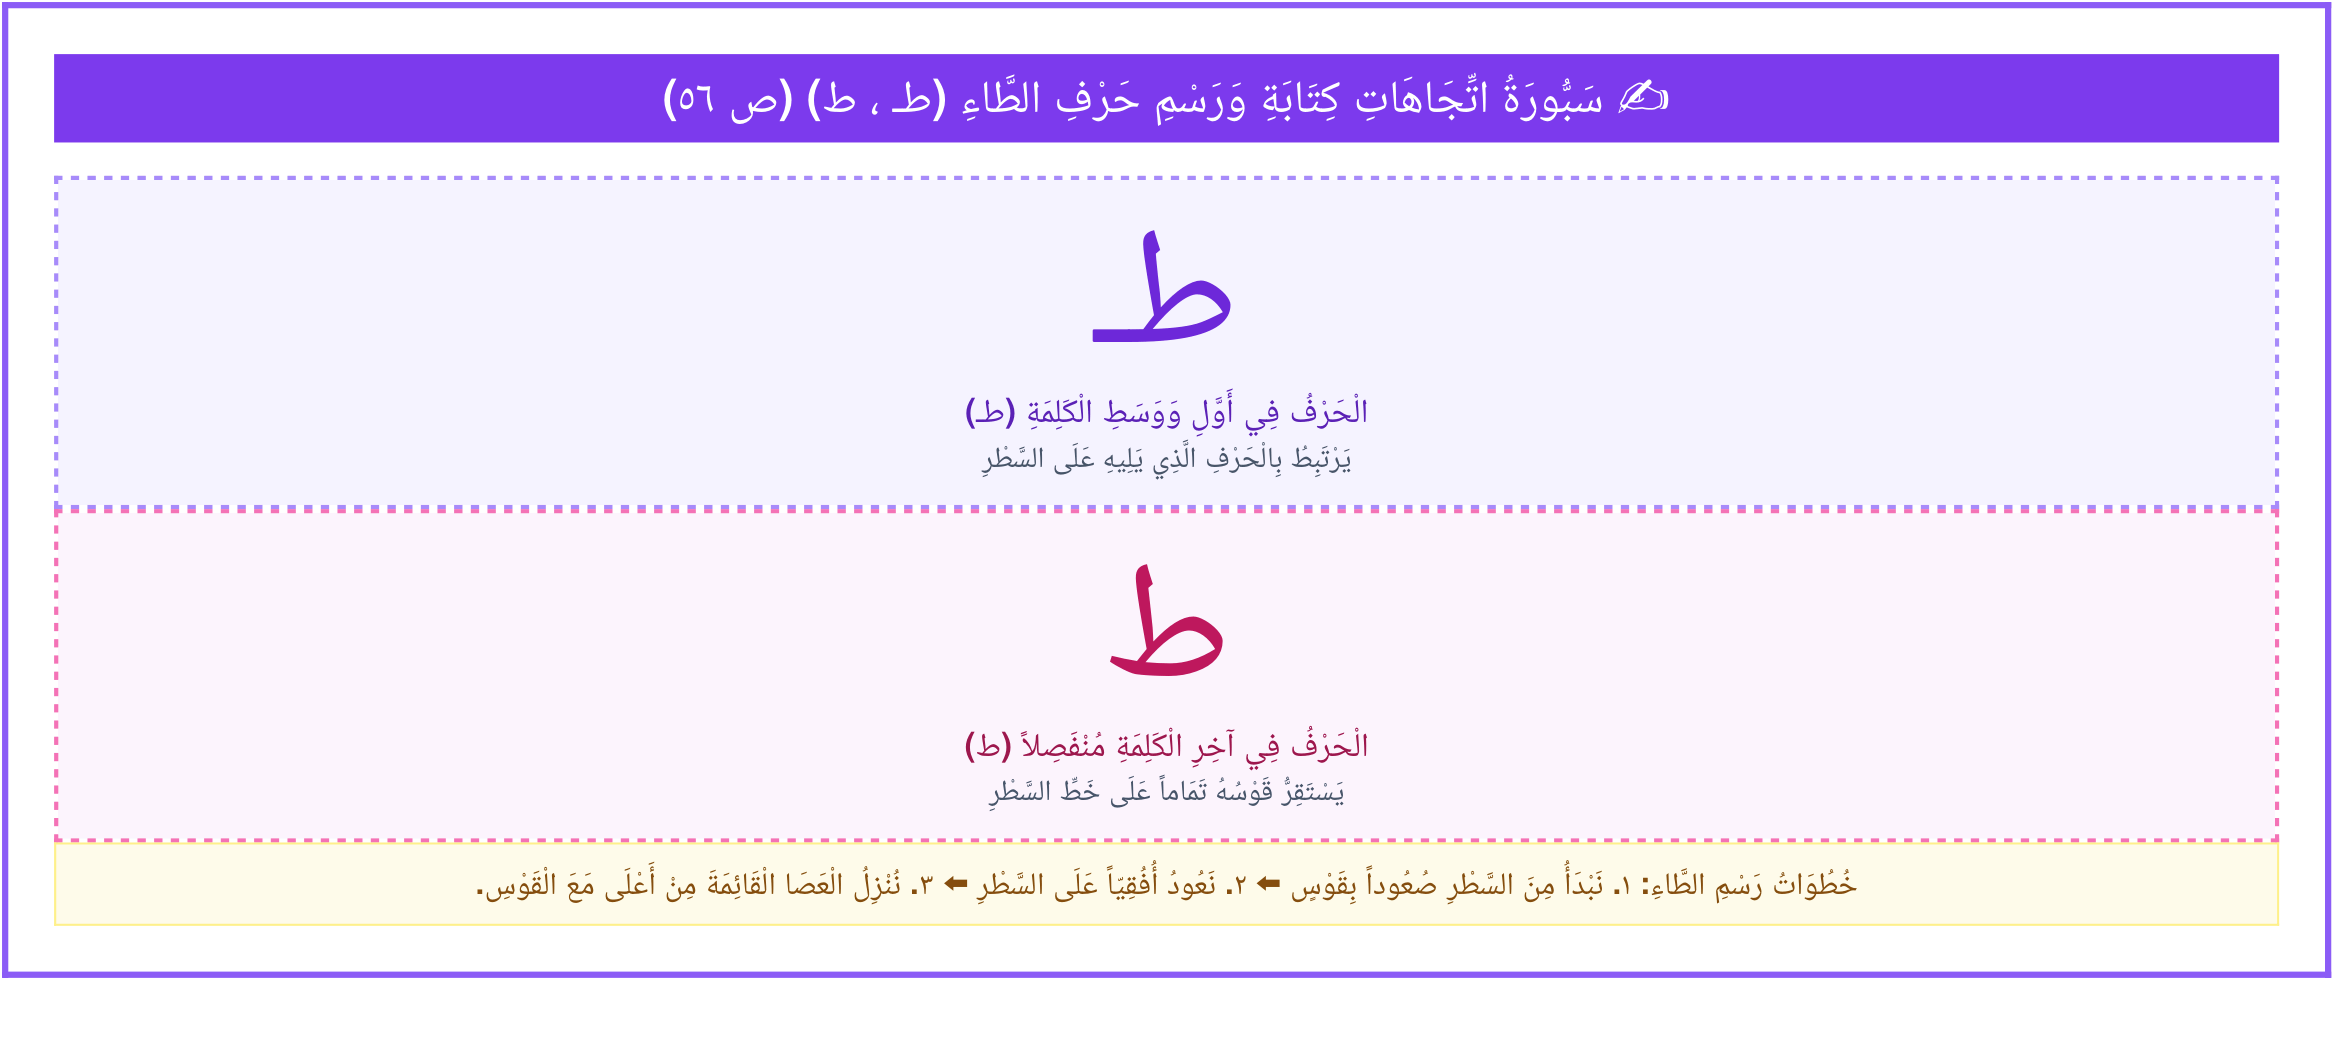 ✍️ سَبُّورَةُ اتِّجَاهَاتِ كِتَابَةِ وَرَسْمِ حَرْفِ الطَّاءِ (طـ ، ط) (ص ٥٦)
طـ
الْحَرْفُ فِي أَوَّلِ وَوَسَطِ الْكَلِمَةِ (طـ)
يَرْتَبِطُ بِالْحَرْفِ الَّذِي يَلِيهِ عَلَى السَّطْرِ
ط
الْحَرْفُ فِي آخِرِ الْكَلِمَةِ مُنْفَصِلاً (ط)
يَسْتَقِرُّ قَوْسُهُ تَمَاماً عَلَى خَطِّ السَّطْرِ
خُطُوَاتُ رَسْمِ الطَّاءِ: ١. نَبْدَأُ مِنَ السَّطْرِ صُعُوداً بِقَوْسٍ ⬅ ٢. نَعُودُ أُفُقِيّاً عَلَى السَّطْرِ ⬅ ٣. نُنْزِلُ الْعَصَا الْقَائِمَةَ مِنْ أَعْلَى مَعَ الْقَوْسِ.